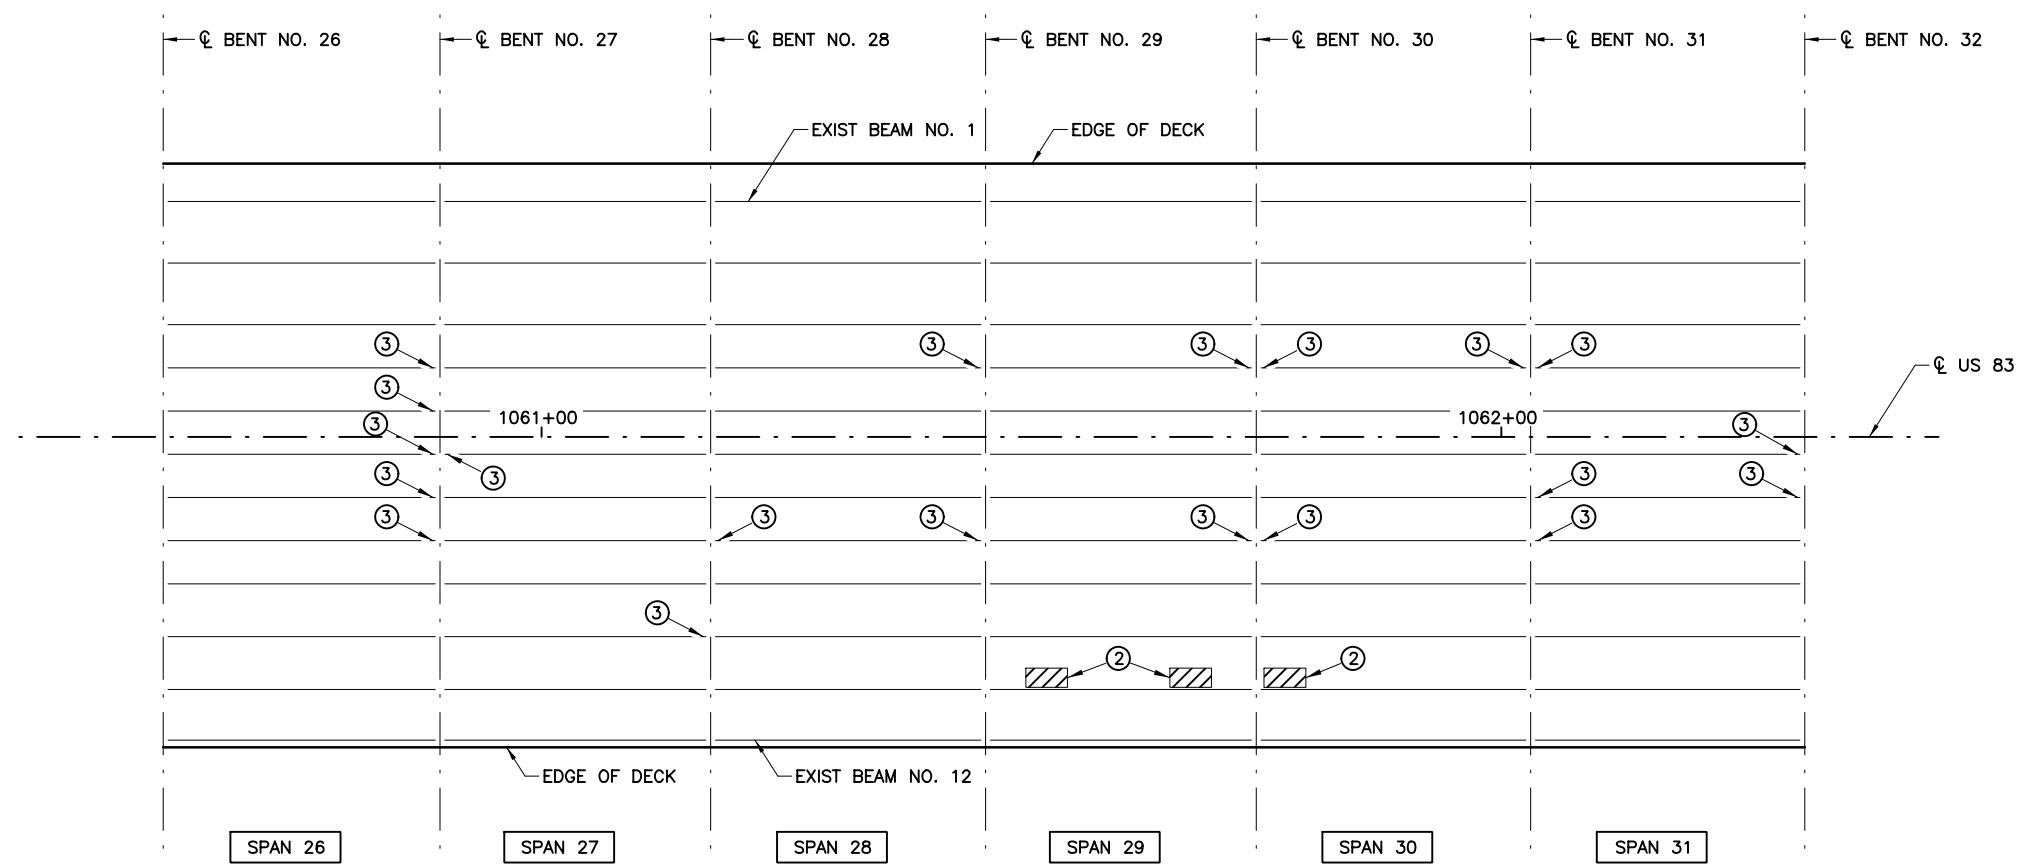 ℄ BENT NO. 26
℄ BENT NO. 27
℄ BENT NO. 28
℄ BENT NO. 29
℄ BENT NO. 30
℄ BENT NO. 31
℄ BENT NO. 32
EXIST BEAM NO. 1
EDGE OF DECK
3
3
3
3
3
3
℄ US 83
3
3
1061+00
1062+00
3
3
3
3
3
3
3
3
3
3
3
3
3
2
2
EDGE OF DECK
EXIST BEAM NO. 12
SPAN 26
SPAN 27
SPAN 28
SPAN 29
SPAN 30
SPAN 31